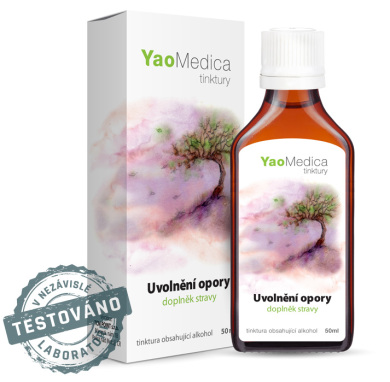 YaoMedica
tinktury
Uvolnění opory
doplněk stravy
tinktura obsahující alkohol 50ml
YaoMedica
tinktury
Uvolnění opory
doplněk stravy
tinktura obsahující alkohol 50ml
V NEZÁVISLÉ
TESTOVÁNO
LABORATOŘI